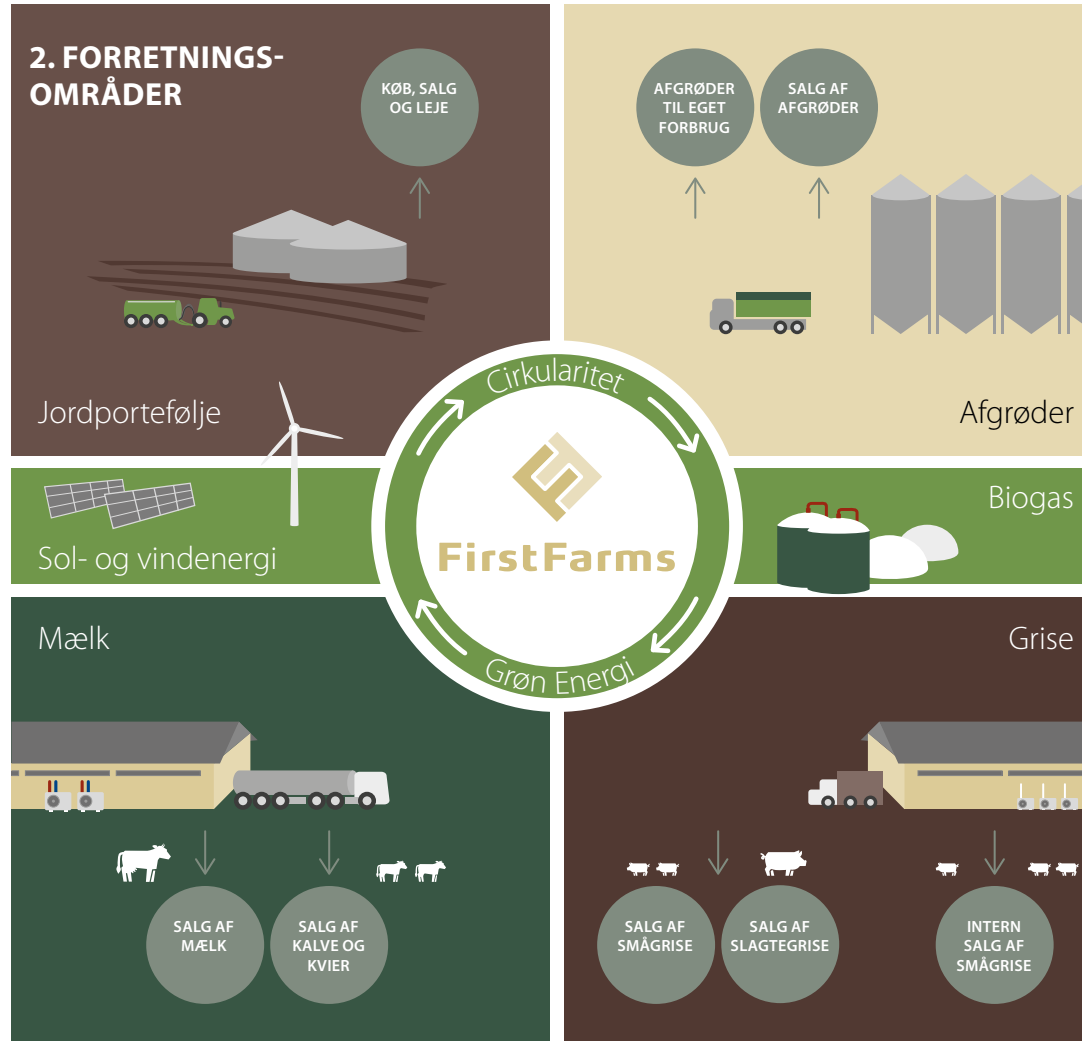 2. FORRETNINGS-
OMRÅDER
KØB, SALG
OG LEJE
Jordportefølje
AFGRØDER
TIL EGET
FORBRUG
SALG AF
AFGRØDER
Afgrøder
Cirkularitet
FirstFarms
Grøn Energi
Sol- og vindenergi
Biogas
Mælk
SALG AF
MÆLK
SALG AF
KALVE OG
KVIER
Grise
SALG AF
SMÅGRISE
SALG AF
SLAGTEGRISE
INTERN
SALG AF
SMÅGRISE